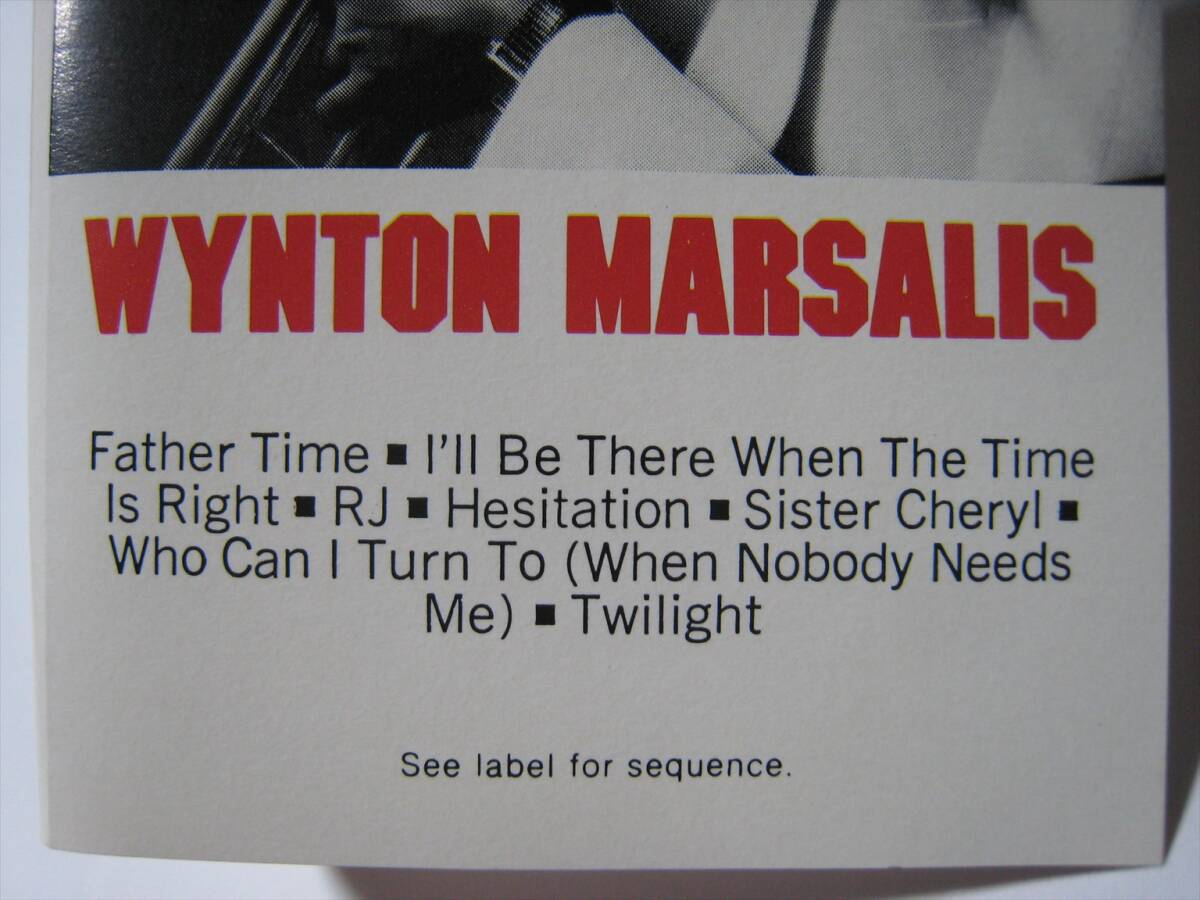 WYNTON MARSALIS
Father Time ▪ I'll Be There When The Time
Is Right ▪ RJ ▪ Hesitation ▪ Sister Cheryl ▪
Who Can I Turn To (When Nobody Needs
Me) ▪ Twilight
See label for sequence.